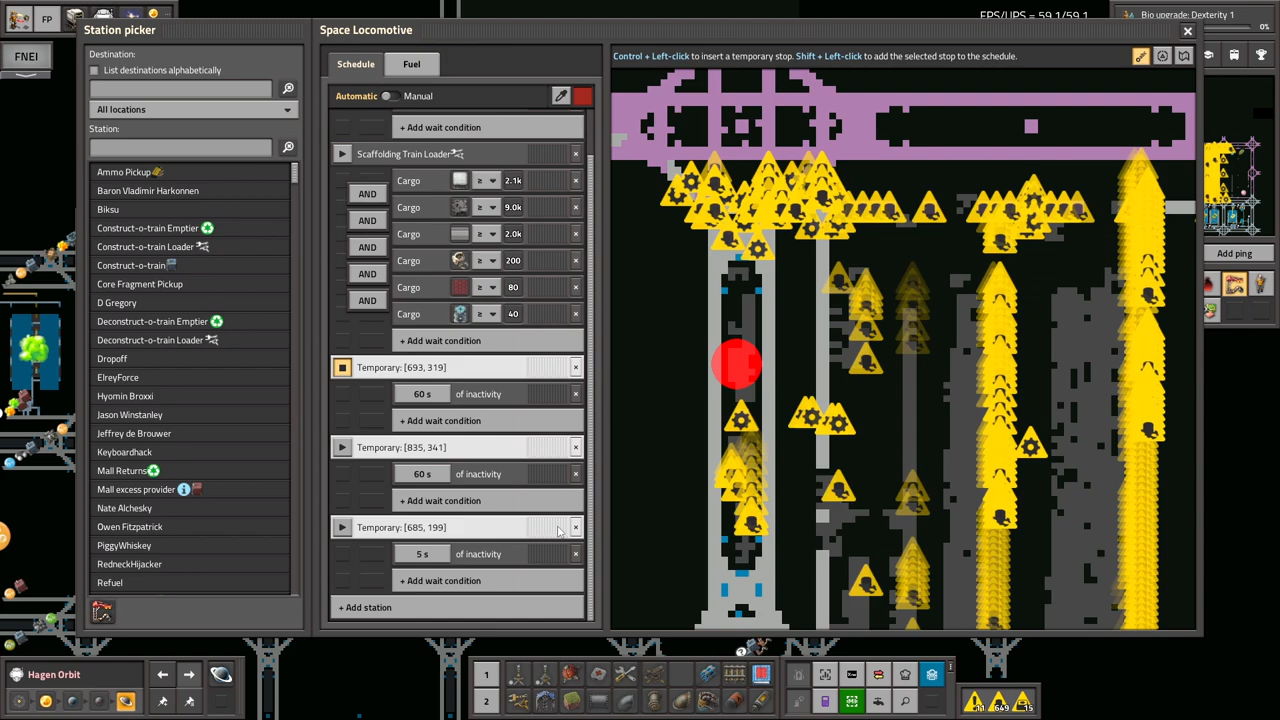 FP
FPS/UPS = 59.1/59.1
Bio upgrade: Dexterity 1
0%
FNEI
Station picker
Destination:
List destinations alphabetically
All locations
Station:
Ammo Pickup
Baron Vladimir Harkonnen
Biksu
Construct-o-train Emptier
Construct-o-train Loader
Construct-o-train
Core Fragment Pickup
D Gregory
Deconstruct-o-train Emptier
Deconstruct-o-train Loader
Dropoff
ElreyForce
Hyomin Broxxi
Jason Winstanley
Jeffrey de Brouwer
Keyboardhack
Mall Returns
Mall excess provider
Nate Alchesky
Owen Fitzpatrick
PiggyWhiskey
RedneckHijacker
Refuel
Space Locomotive
Schedule
Fuel
Automatic
Manual
+ Add wait condition
Scaffolding Train Loader
Cargo ≥ 2.1k
AND
Cargo ≥ 9.0k
AND
Cargo ≥ 2.0k
AND
Cargo ≥ 200
AND
Cargo ≥ 80
AND
Cargo ≥ 40
+ Add wait condition
Temporary: [693, 319]
60 s of inactivity
+ Add wait condition
Temporary: [835, 341]
60 s of inactivity
+ Add wait condition
Temporary: [685, 199]
5 s of inactivity
+ Add wait condition
+ Add station
Control + Left-click to insert a temporary stop. Shift + Left-click to add the selected stop to the schedule.
Add ping
Hagen Orbit
1
2
649
15